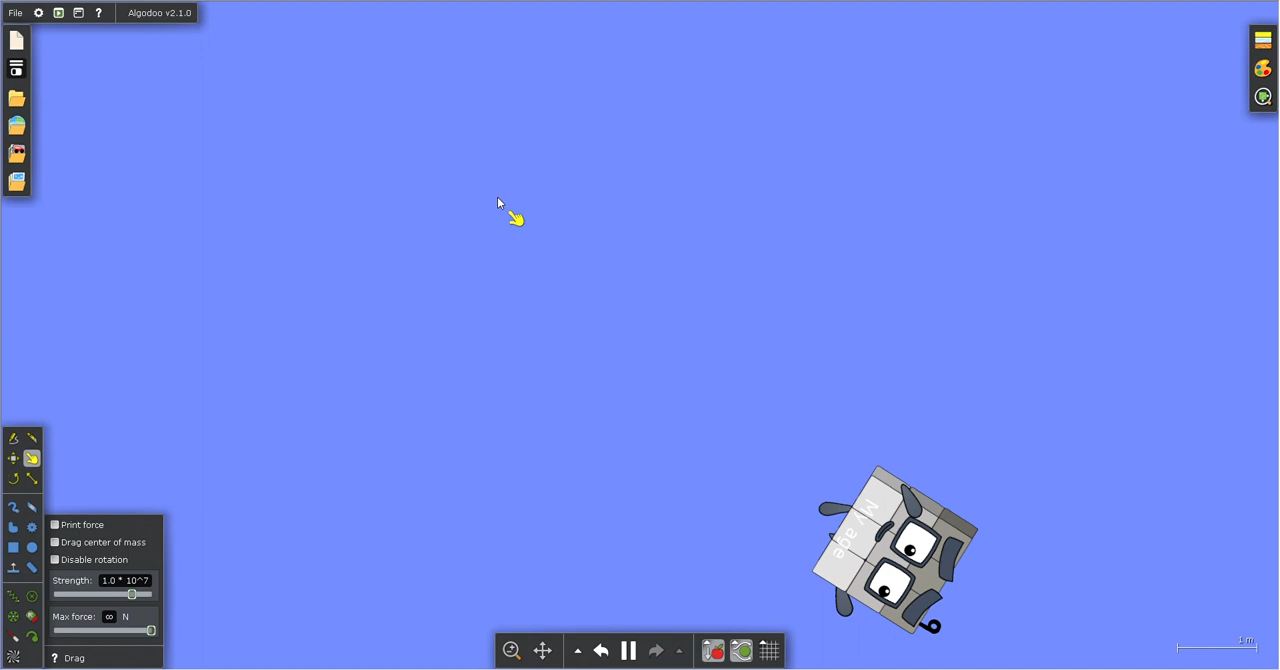 File ? Algodoo v2.1.0
My age
9
Print force
Drag center of mass
Disable rotation
Strength: 1.0 * 10^7
Max force: ∞ N
? Drag
1 m